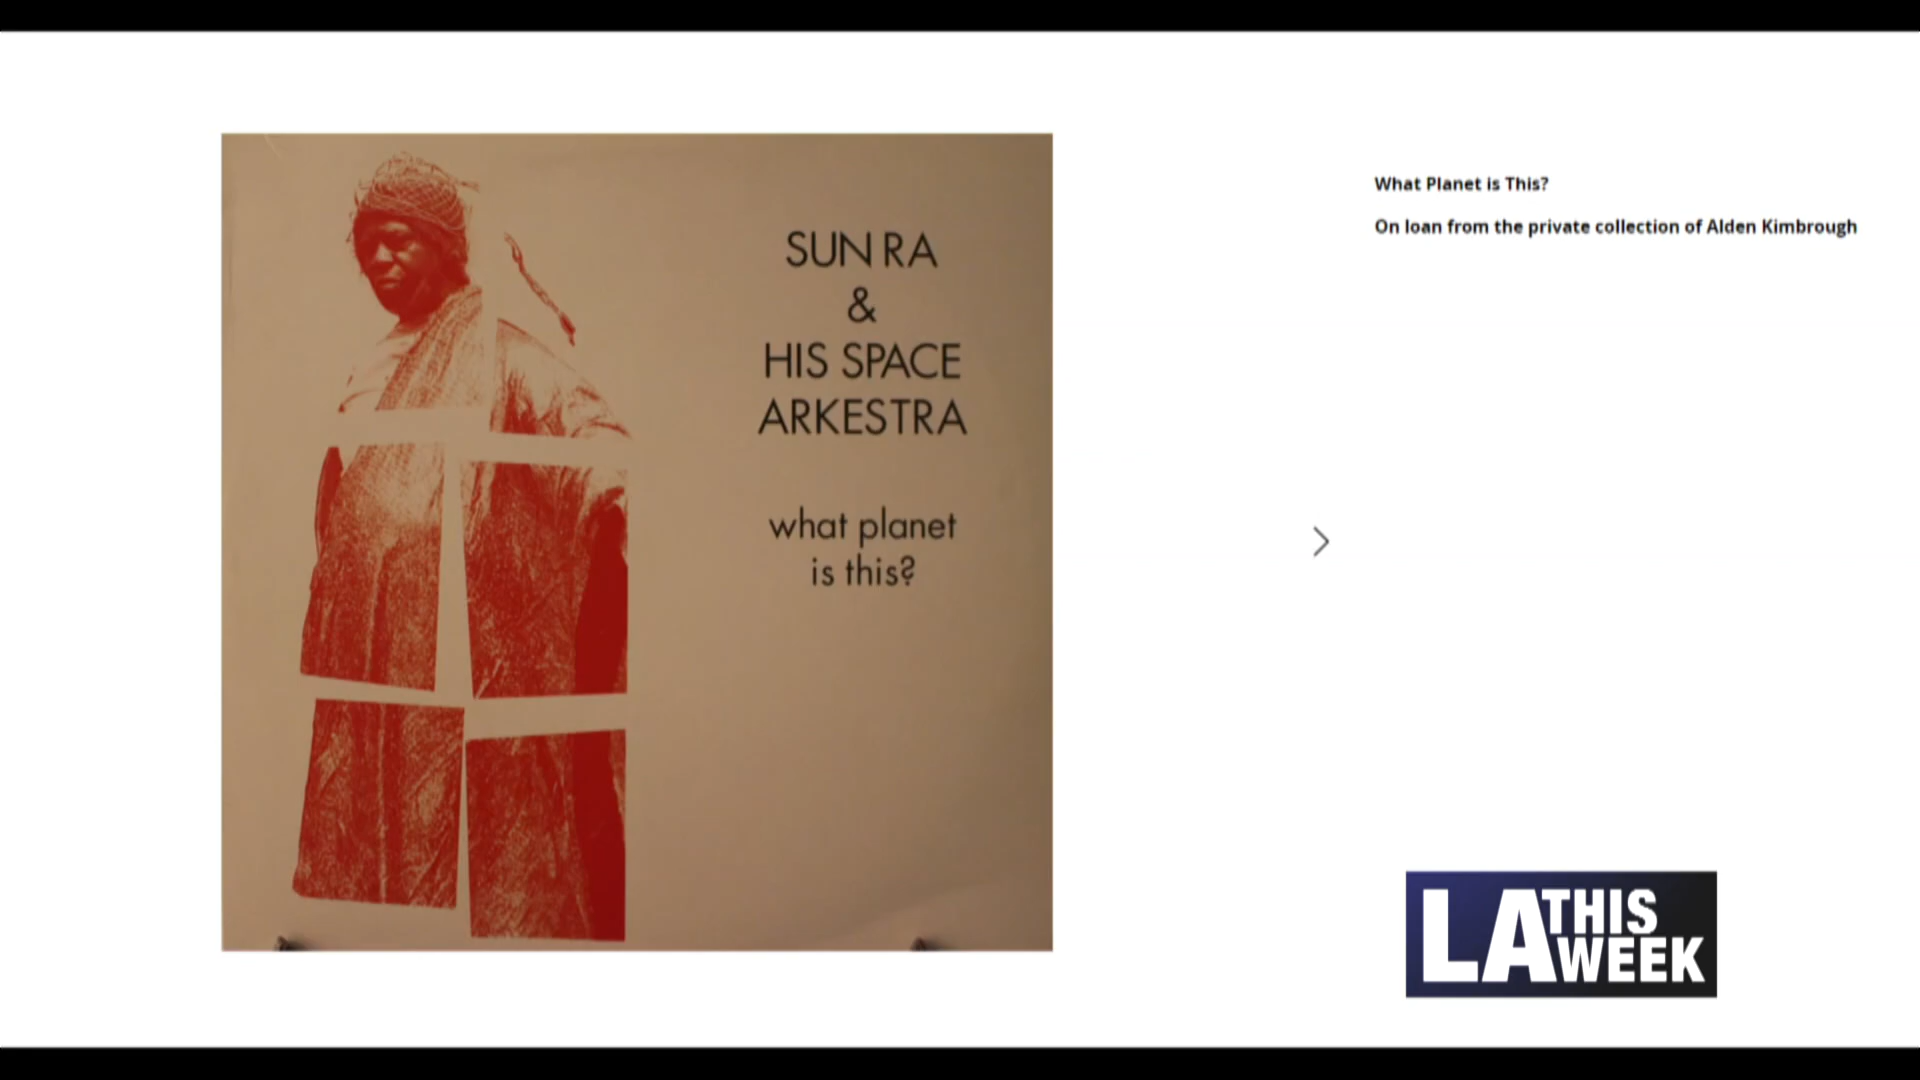 SUN RA
&
HIS SPACE
ARKESTRA
what planet
is this?
What Planet is This?
On loan from the private collection of Alden Kimbrough
LA THIS
WEEK